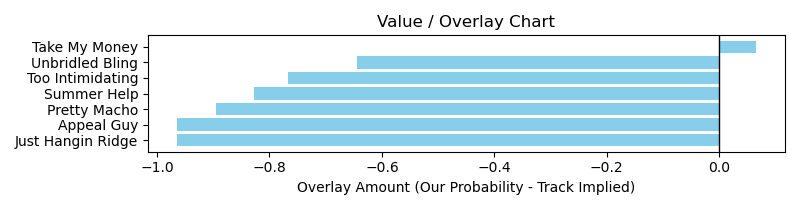 Value / Overlay Chart
Take My Money
Unbridled Bling
Too Intimidating
Summer Help
Pretty Macho
Appeal Guy
Just Hangin Ridge
−1.0 −0.8 −0.6 −0.4 −0.2 0.0
Overlay Amount (Our Probability - Track Implied)